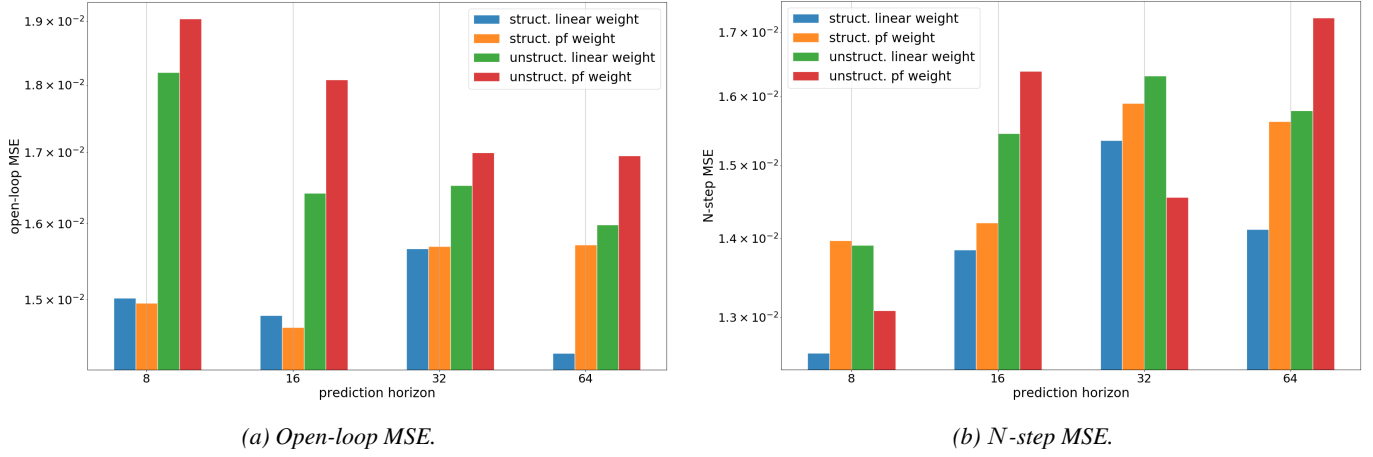 1.9 × 10⁻²
1.8 × 10⁻²
1.7 × 10⁻²
1.6 × 10⁻²
1.5 × 10⁻²
open-loop MSE
struct. linear weight
struct. pf weight
unstruct. linear weight
unstruct. pf weight
8 16 32 64
prediction horizon
(a) Open-loop MSE.
1.7 × 10⁻²
1.6 × 10⁻²
1.5 × 10⁻²
1.4 × 10⁻²
1.3 × 10⁻²
N-step MSE
struct. linear weight
struct. pf weight
unstruct. linear weight
unstruct. pf weight
8 16 32 64
prediction horizon
(b) N-step MSE.